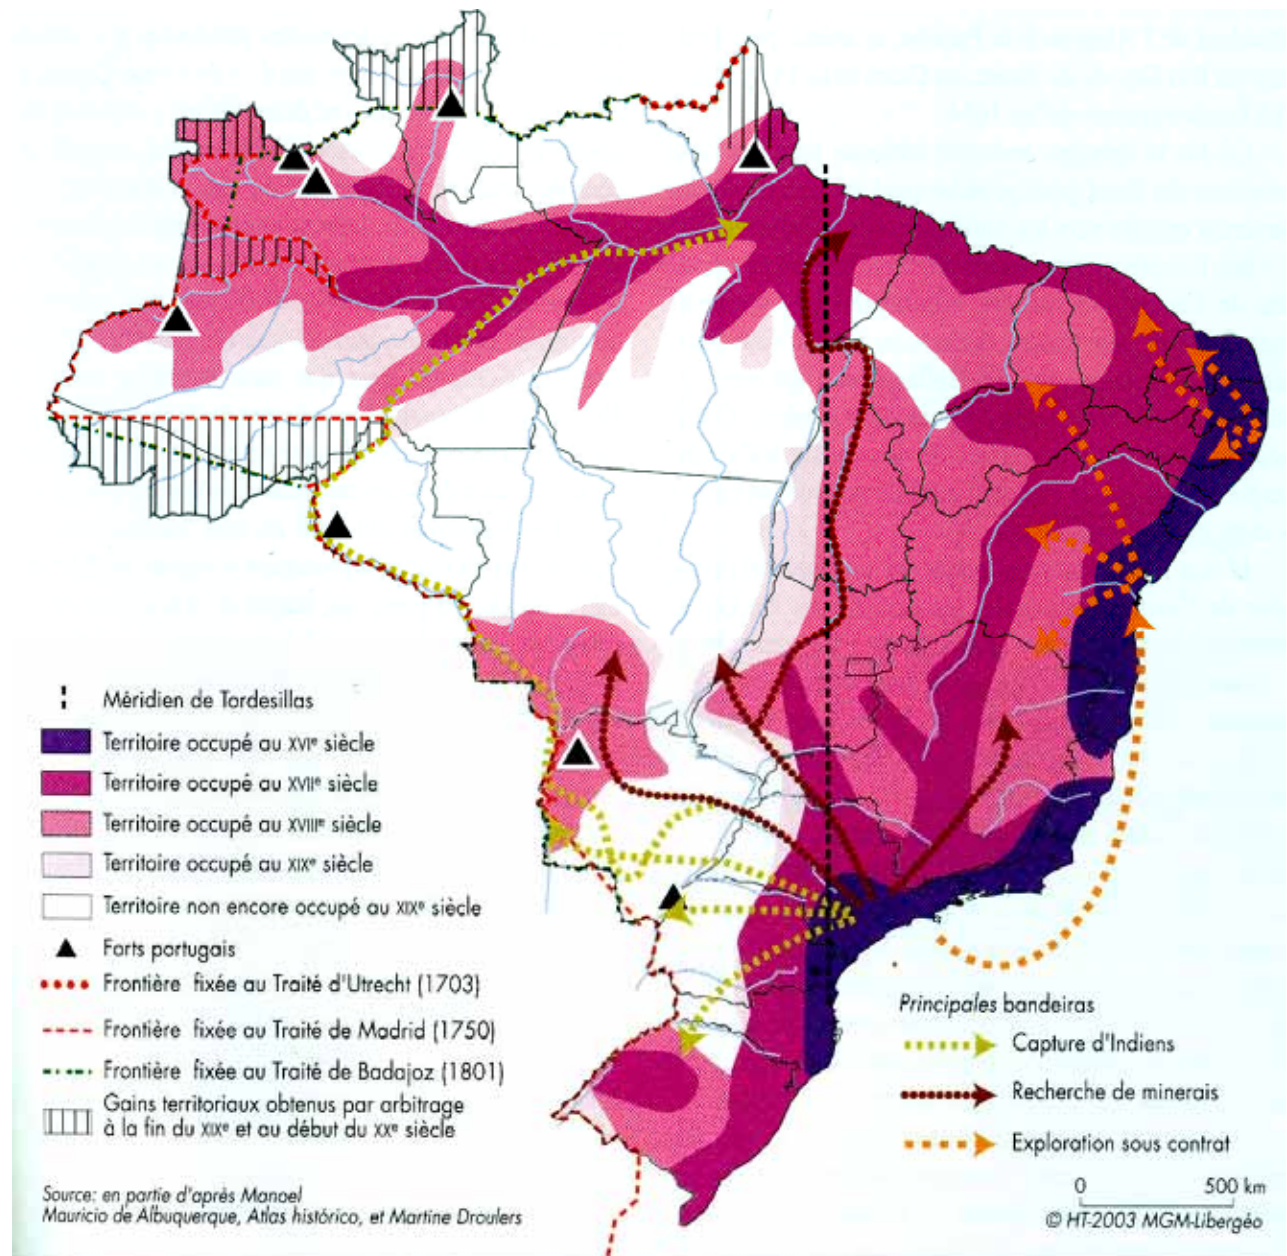 Méridien de Tordesillas
Territoire occupé au XVIe siècle
Territoire occupé au XVIIe siècle
Territoire occupé au XVIIIe siècle
Territoire occupé au XIXe siècle
Territoire non encore occupé au XIXe siècle
Forts portugais
Frontière fixée au Traité d'Utrecht (1703)
Frontière fixée au Traité de Madrid (1750)
Frontière fixée au Traité de Badajoz (1801)
Gains territoriaux obtenus par arbitrage
à la fin du XIXe et au début du XXe siècle
Source: en partie d'après Manoel
Mauricio de Albuquerque, Atlas histórico, et Martine Droulers
Principales bandeiras
Capture d'Indiens
Recherche de minerais
Exploration sous contrat
0 500 km
© HT-2003 MGM-Libergéo